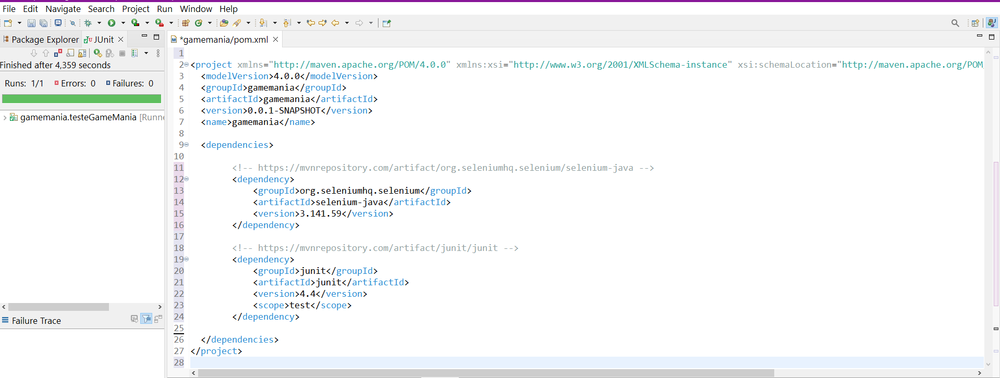 File Edit Navigate Search Project Run Window Help
Package Explorer JUnit
*gamemania/pom.xml
Finished after 4,359 seconds
Runs: 1/1 Errors: 0 Failures: 0
gamemania.testeGameMania [Runne
Failure Trace
1
2 <project xmlns="http://maven.apache.org/POM/4.0.0" xmlns:xsi="http://www.w3.org/2001/XMLSchema-instance" xsi:schemaLocation="http://maven.apache.org/POM
3 <modelVersion>4.0.0</modelVersion>
4 <groupId>gamemania</groupId>
5 <artifactId>gamemania</artifactId>
6 <version>0.0.1-SNAPSHOT</version>
7 <name>gamemania</name>
8
9 <dependencies>
10
11 <!-- https://mvnrepository.com/artifact/org.seleniumhq.selenium/selenium-java -->
12 <dependency>
13 <groupId>org.seleniumhq.selenium</groupId>
14 <artifactId>selenium-java</artifactId>
15 <version>3.141.59</version>
16 </dependency>
17
18 <!-- https://mvnrepository.com/artifact/junit/junit -->
19 <dependency>
20 <groupId>junit</groupId>
21 <artifactId>junit</artifactId>
22 <version>4.4</version>
23 <scope>test</scope>
24 </dependency>
25
26 </dependencies>
27 </project>
28